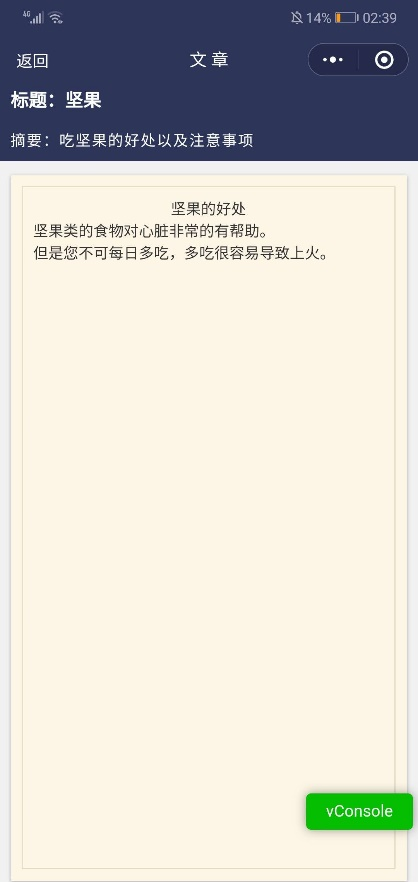 4G 14% 02:39
返回 文章
标题：坚果
摘要：吃坚果的好处以及注意事项
坚果的好处
坚果类的食物对心脏非常的有帮助。
但是您不可每日多吃，多吃很容易导致上火。
vConsole